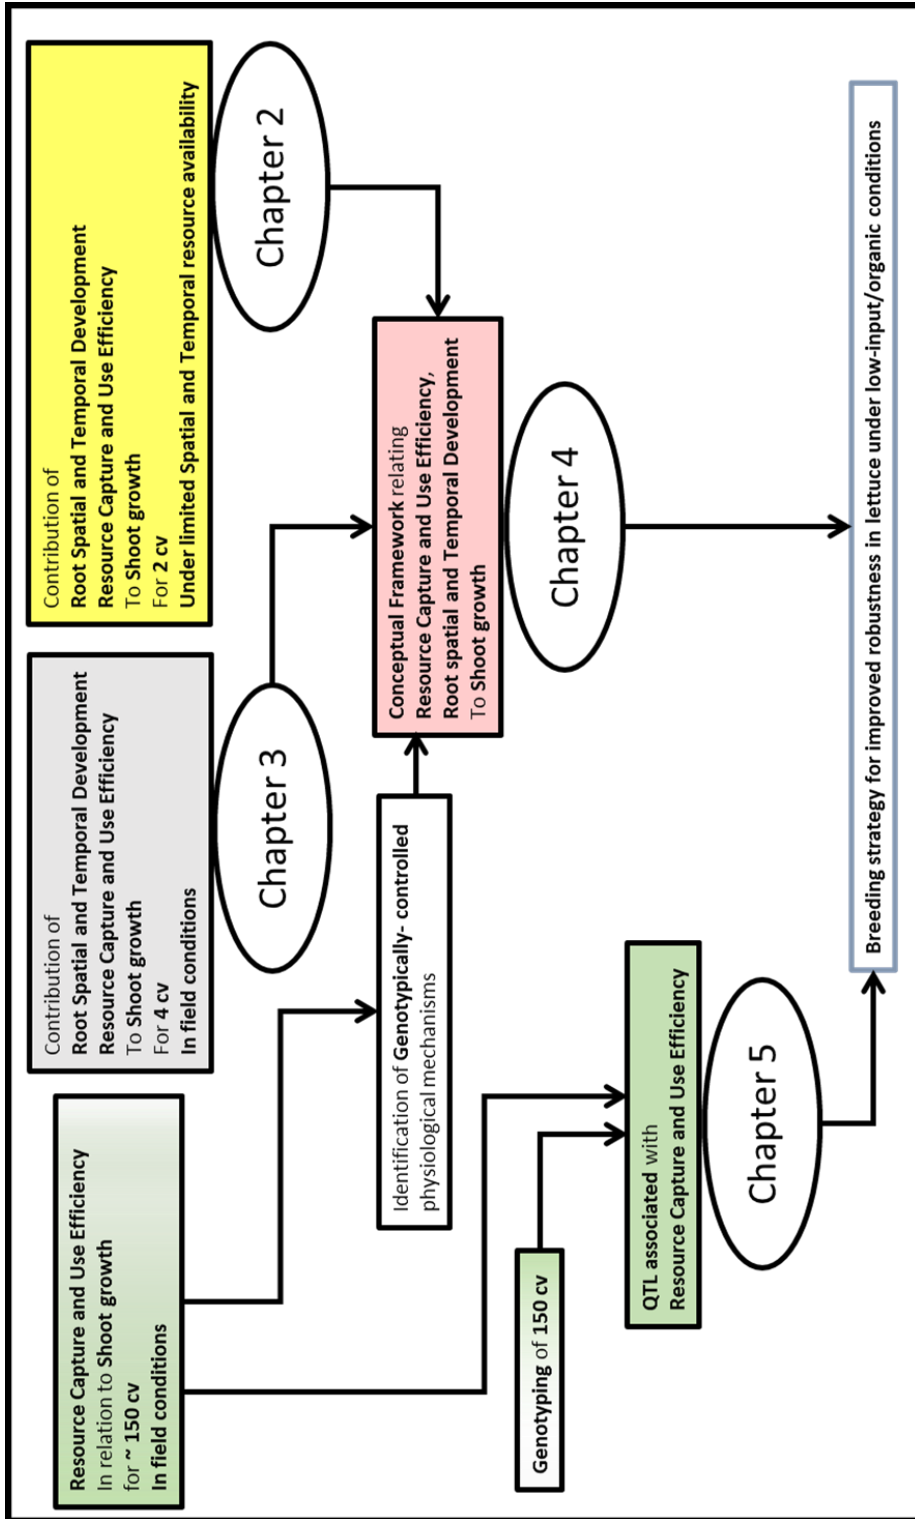 Resource Capture and Use Efficiency
In relation to Shoot growth
for ~ 150 cv
In field conditions
Contribution of
Root Spatial and Temporal Development
Resource Capture and Use Efficiency
To Shoot growth
For 4 cv
In field conditions
Chapter 3
Contribution of
Root Spatial and Temporal Development
Resource Capture and Use Efficiency
To Shoot growth
For 2 cv
Under limited Spatial and Temporal resource availability
Chapter 2
Identification of Genotypically- controlled
physiological mechanisms
Conceptual Framework relating
Resource Capture and Use Efficiency,
Root spatial and Temporal Development
To Shoot growth
Chapter 4
Genotyping of 150 cv
QTL associated with
Resource Capture and Use Efficiency
Chapter 5
Breeding strategy for improved robustness in lettuce under low-input/organic conditions